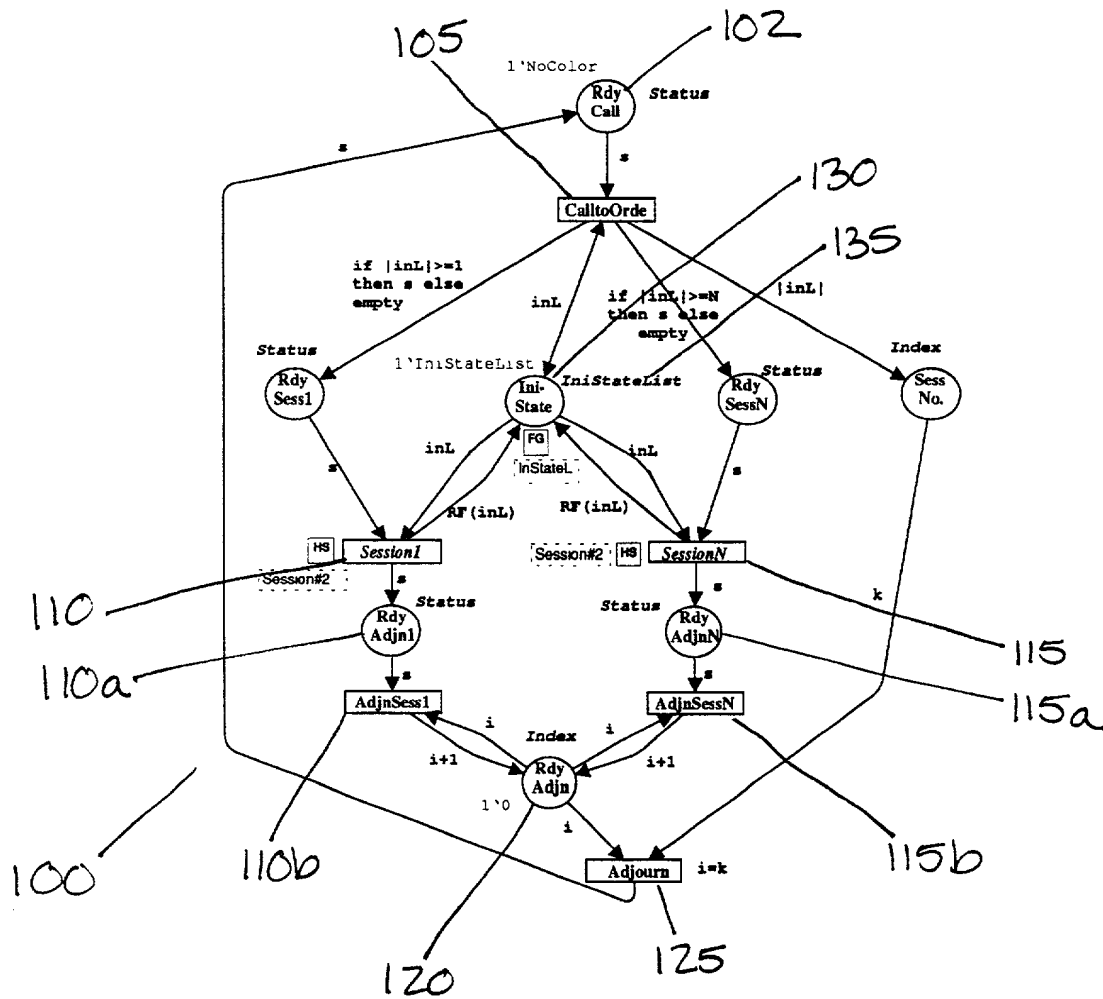 105
102
1`NoColor
Rdy
Call
Status
s
s
130
CalltoOrde
135
if |inL|>=1
then s else
empty
inL
if |inL|>=N
then s else
empty
|inL|
Status
1`IniStateList
Index
Rdy
Sess1
Ini-
State
IniStateList
Status
Rdy
SessN
Sess
No.
FG
InStateL
inL
inL
s
s
RF(inL)
RF(inL)
HS
Session1
Session#2
Session#2
HS
SessionN
110
s
s
k
Status
Status
Rdy
Adjn1
Rdy
AdjnN
115
110a
s
s
115a
AdjnSess1
AdjnSessN
i
Index
i
i+1
i+1
Rdy
Adjn
1`0
i
100
110b
Adjourn
i=k
115b
120
125